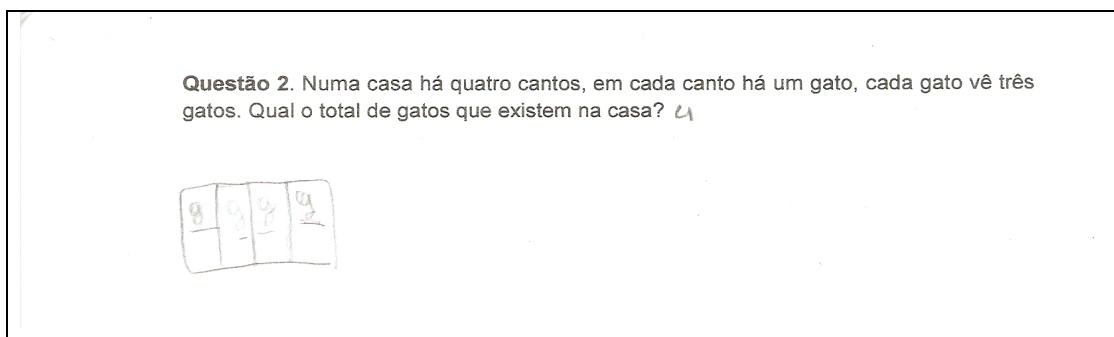 Questão 2. Numa casa há quatro cantos, em cada canto há um gato, cada gato vê três
gatos. Qual o total de gatos que existem na casa? 4
g g g g